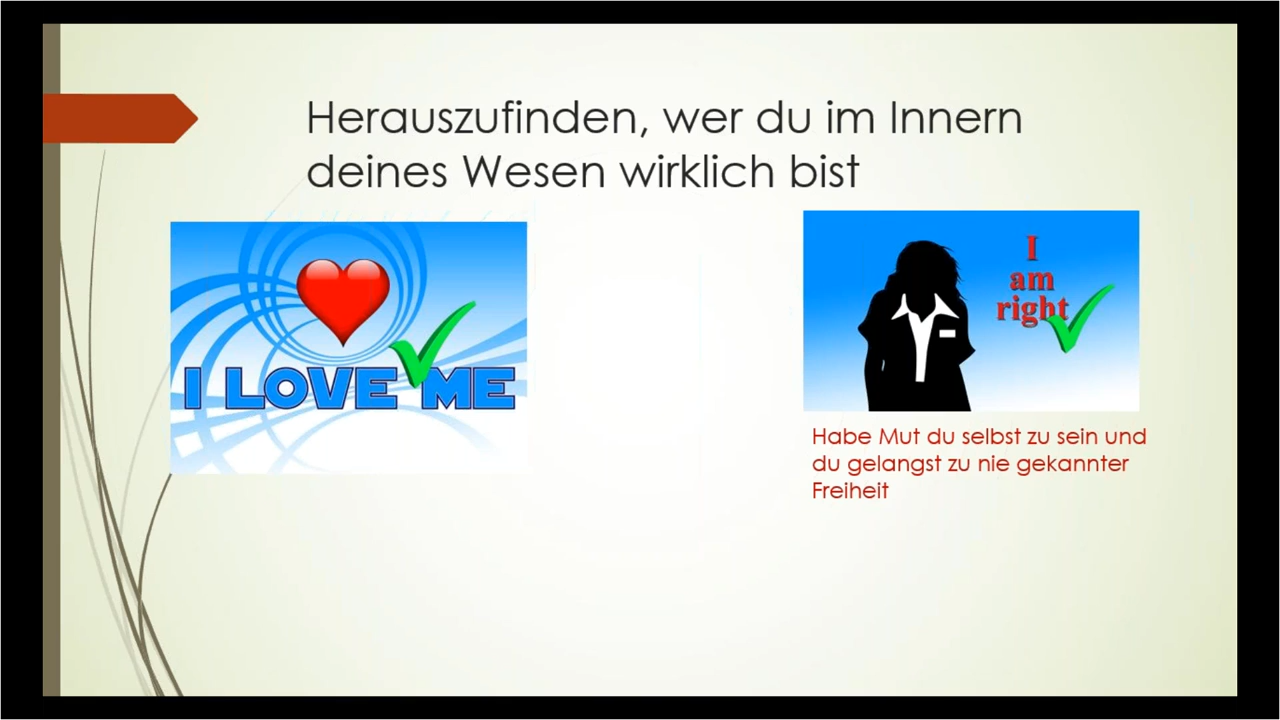 Herauszufinden, wer du im Innern
deines Wesen wirklich bist
I LOVE ME
I
am
right
Habe Mut du selbst zu sein und
du gelangst zu nie gekannter
Freiheit